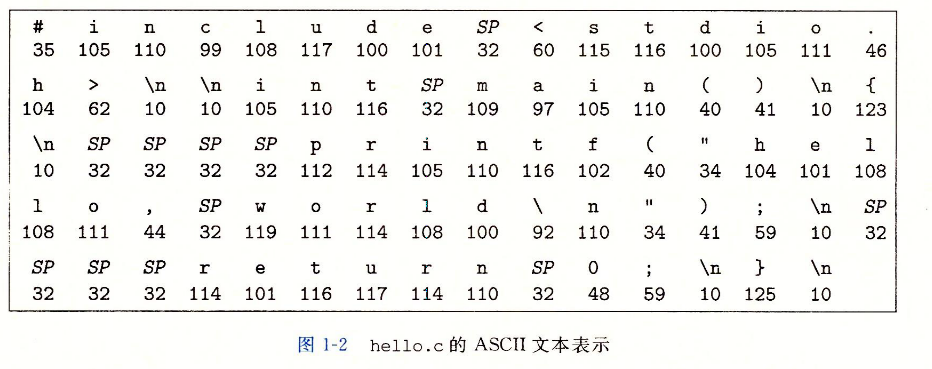 # i n c l u d e SP < s t d i o .
35 105 110 99 108 117 100 101 32 60 115 116 100 105 111 46
h > \n \n i n t SP m a i n ( ) \n {
104 62 10 10 105 110 116 32 109 97 105 110 40 41 10 123
\n SP SP SP SP p r i n t f ( " h e l
10 32 32 32 32 112 114 105 110 116 102 40 34 104 101 108
l o , SP w o r l d \ n " ) ; \n SP
108 111 44 32 119 111 114 108 100 92 110 34 41 59 10 32
SP SP SP r e t u r n SP 0 ; \n } \n
32 32 32 114 101 116 117 114 110 32 48 59 10 125 10
图 1-2 hello.c 的 ASCII 文本表示